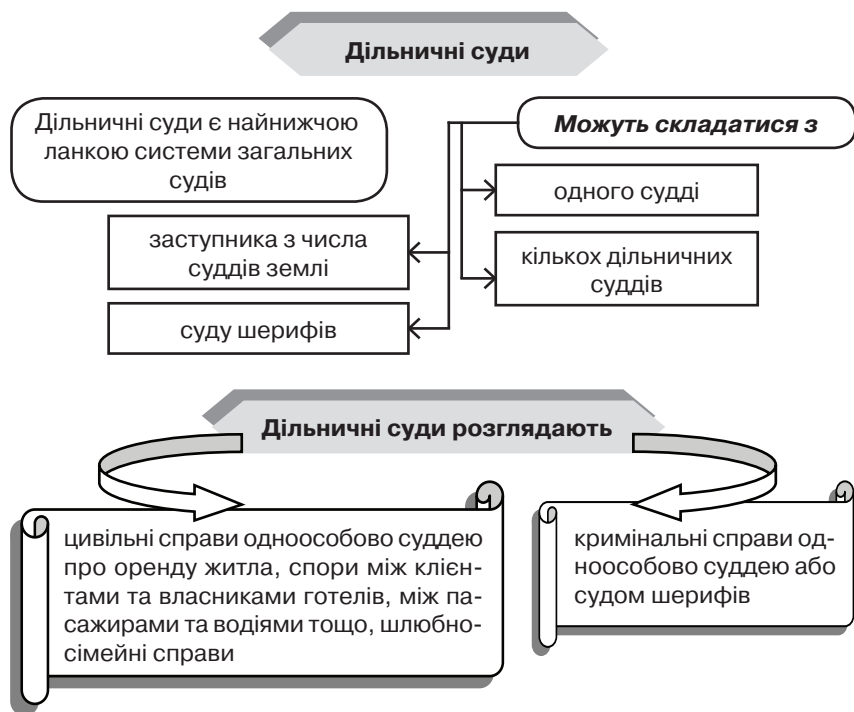 Дільничні суди
Дільничні суди є найнижчою
ланкою системи загальних
судів
Можуть складатися з
одного судді
заступника з числа
суддів землі
кількох дільничних
суддів
суду шерифів
Дільничні суди розглядають
цивільні справи одноособово суддею
про оренду житла, спори між клієн-
тами та власниками готелів, між па-
сажирами та водіями тощо, шлюбно-
сімейні справи
кримінальні справи од-
ноособово суддею або
судом шерифів